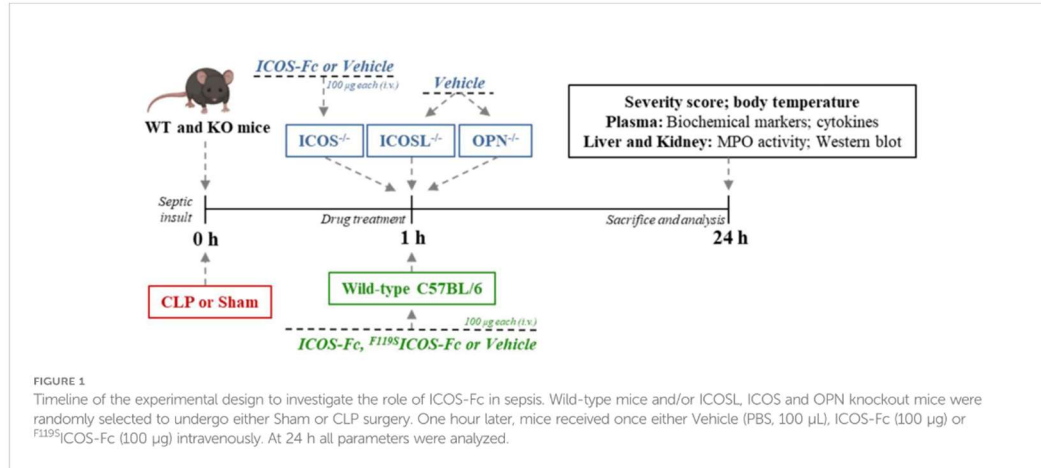 ICOS-Fc or Vehicle
100 µg each (i.v.)
Vehicle
WT and KO mice
ICOS-/-
ICOSL-/-
OPN-/-
Severity score; body temperature
Plasma: Biochemical markers; cytokines
Liver and Kidney: MPO activity; Western blot
Septic
insult
Drug treatment
Sacrifice and analysis
0 h
1 h
24 h
CLP or Sham
Wild-type C57BL/6
100 µg each (i.v.)
ICOS-Fc, F119SICOS-Fc or Vehicle
FIGURE 1
Timeline of the experimental design to investigate the role of ICOS-Fc in sepsis. Wild-type mice and/or ICOSL, ICOS and OPN knockout mice were
randomly selected to undergo either Sham or CLP surgery. One hour later, mice received once either Vehicle (PBS, 100 µL), ICOS-Fc (100 µg) or
F119SICOS-Fc (100 µg) intravenously. At 24 h all parameters were analyzed.